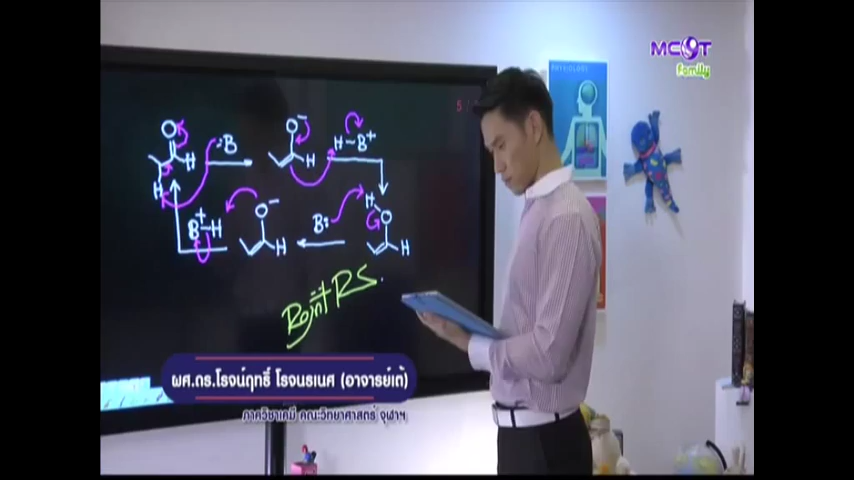 MCOT
family
PHYSIOLOGY
O
:B
O⁻
H-B⁺
H
H
H
H
B⁺-H
O⁻
B:
O
H
H
RojntRS.
ผศ.ดร.โรจน์ฤทธิ์ โรจนธเนศ (อาจารย์เต้)
ภาควิชาเคมี คณะวิทยาศาสตร์ จุฬาฯ